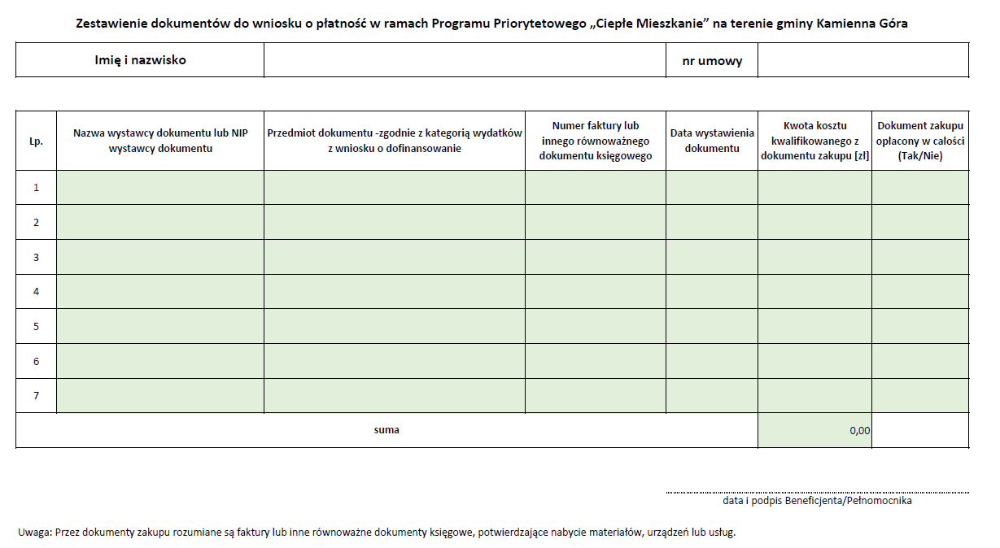 Zestawienie dokumentów do wniosku o płatność w ramach Programu Priorytetowego „Ciepłe Mieszkanie” na terenie gminy Kamienna Góra
Imię i nazwisko
nr umowy
Lp.
Nazwa wystawcy dokumentu lub NIP
wystawcy dokumentu
Przedmiot dokumentu -zgodnie z kategorią wydatków
z wniosku o dofinansowanie
Numer faktury lub
innego równoważnego
dokumentu księgowego
Data wystawienia
dokumentu
Kwota kosztu
kwalifikowanego z
dokumentu zakupu [zł]
Dokument zakupu
opłacony w całości
(Tak/Nie)
1
2
3
4
5
6
7
suma
0,00
data i podpis Beneficjenta/Pełnomocnika
Uwaga: Przez dokumenty zakupu rozumiane są faktury lub inne równoważne dokumenty księgowe, potwierdzające nabycie materiałów, urządzeń lub usług.